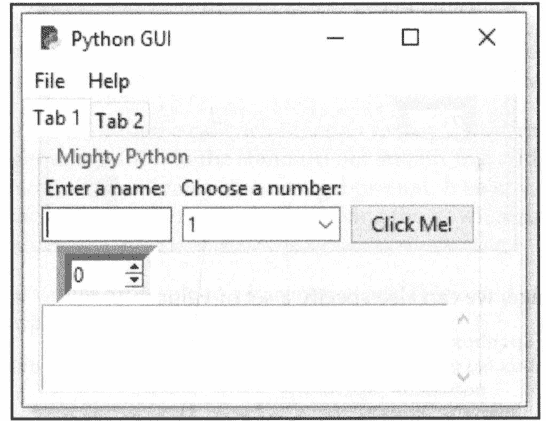 Python GUI
File Help
Tab 1 Tab 2
Mighty Python
Enter a name: Choose a number:
1 Click Me!
0